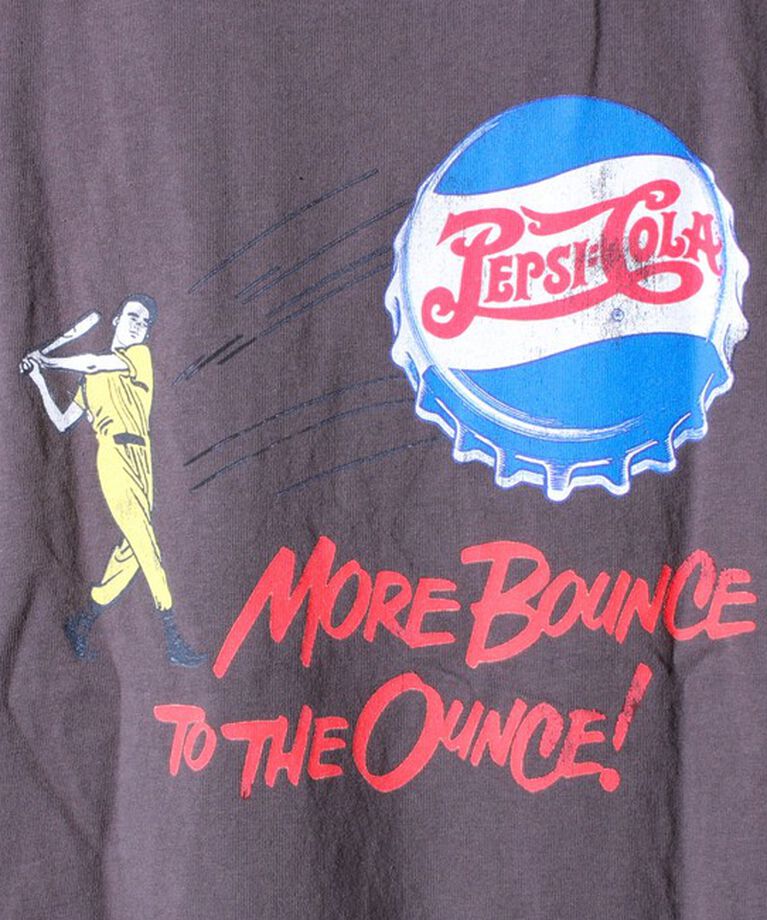 PEPSI-COLA
MORE BOUNCE
TO THE OUNCE!